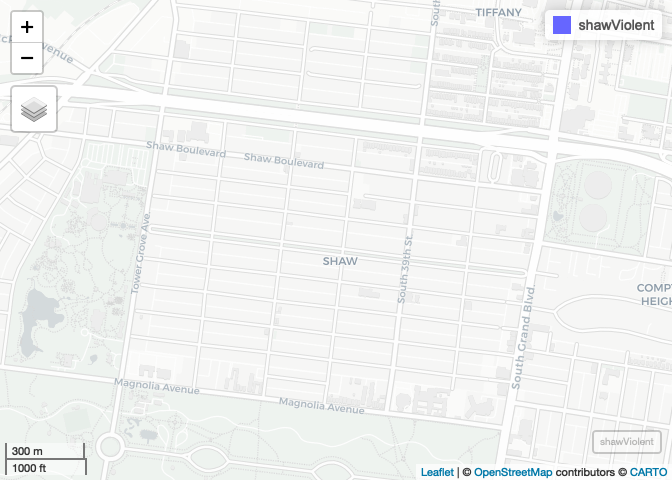 +
−
TIFFANY
South
shawViolent
Avenue
Shaw Boulevard
Shaw Boulevard
Tower Grove Ave
SHAW
South 39th St.
South Grand Blvd.
COMPT
HEIGH
Magnolia Avenue
Magnolia Avenue
shawViolent
300 m
1000 ft
Leaflet | © OpenStreetMap contributors © CARTO